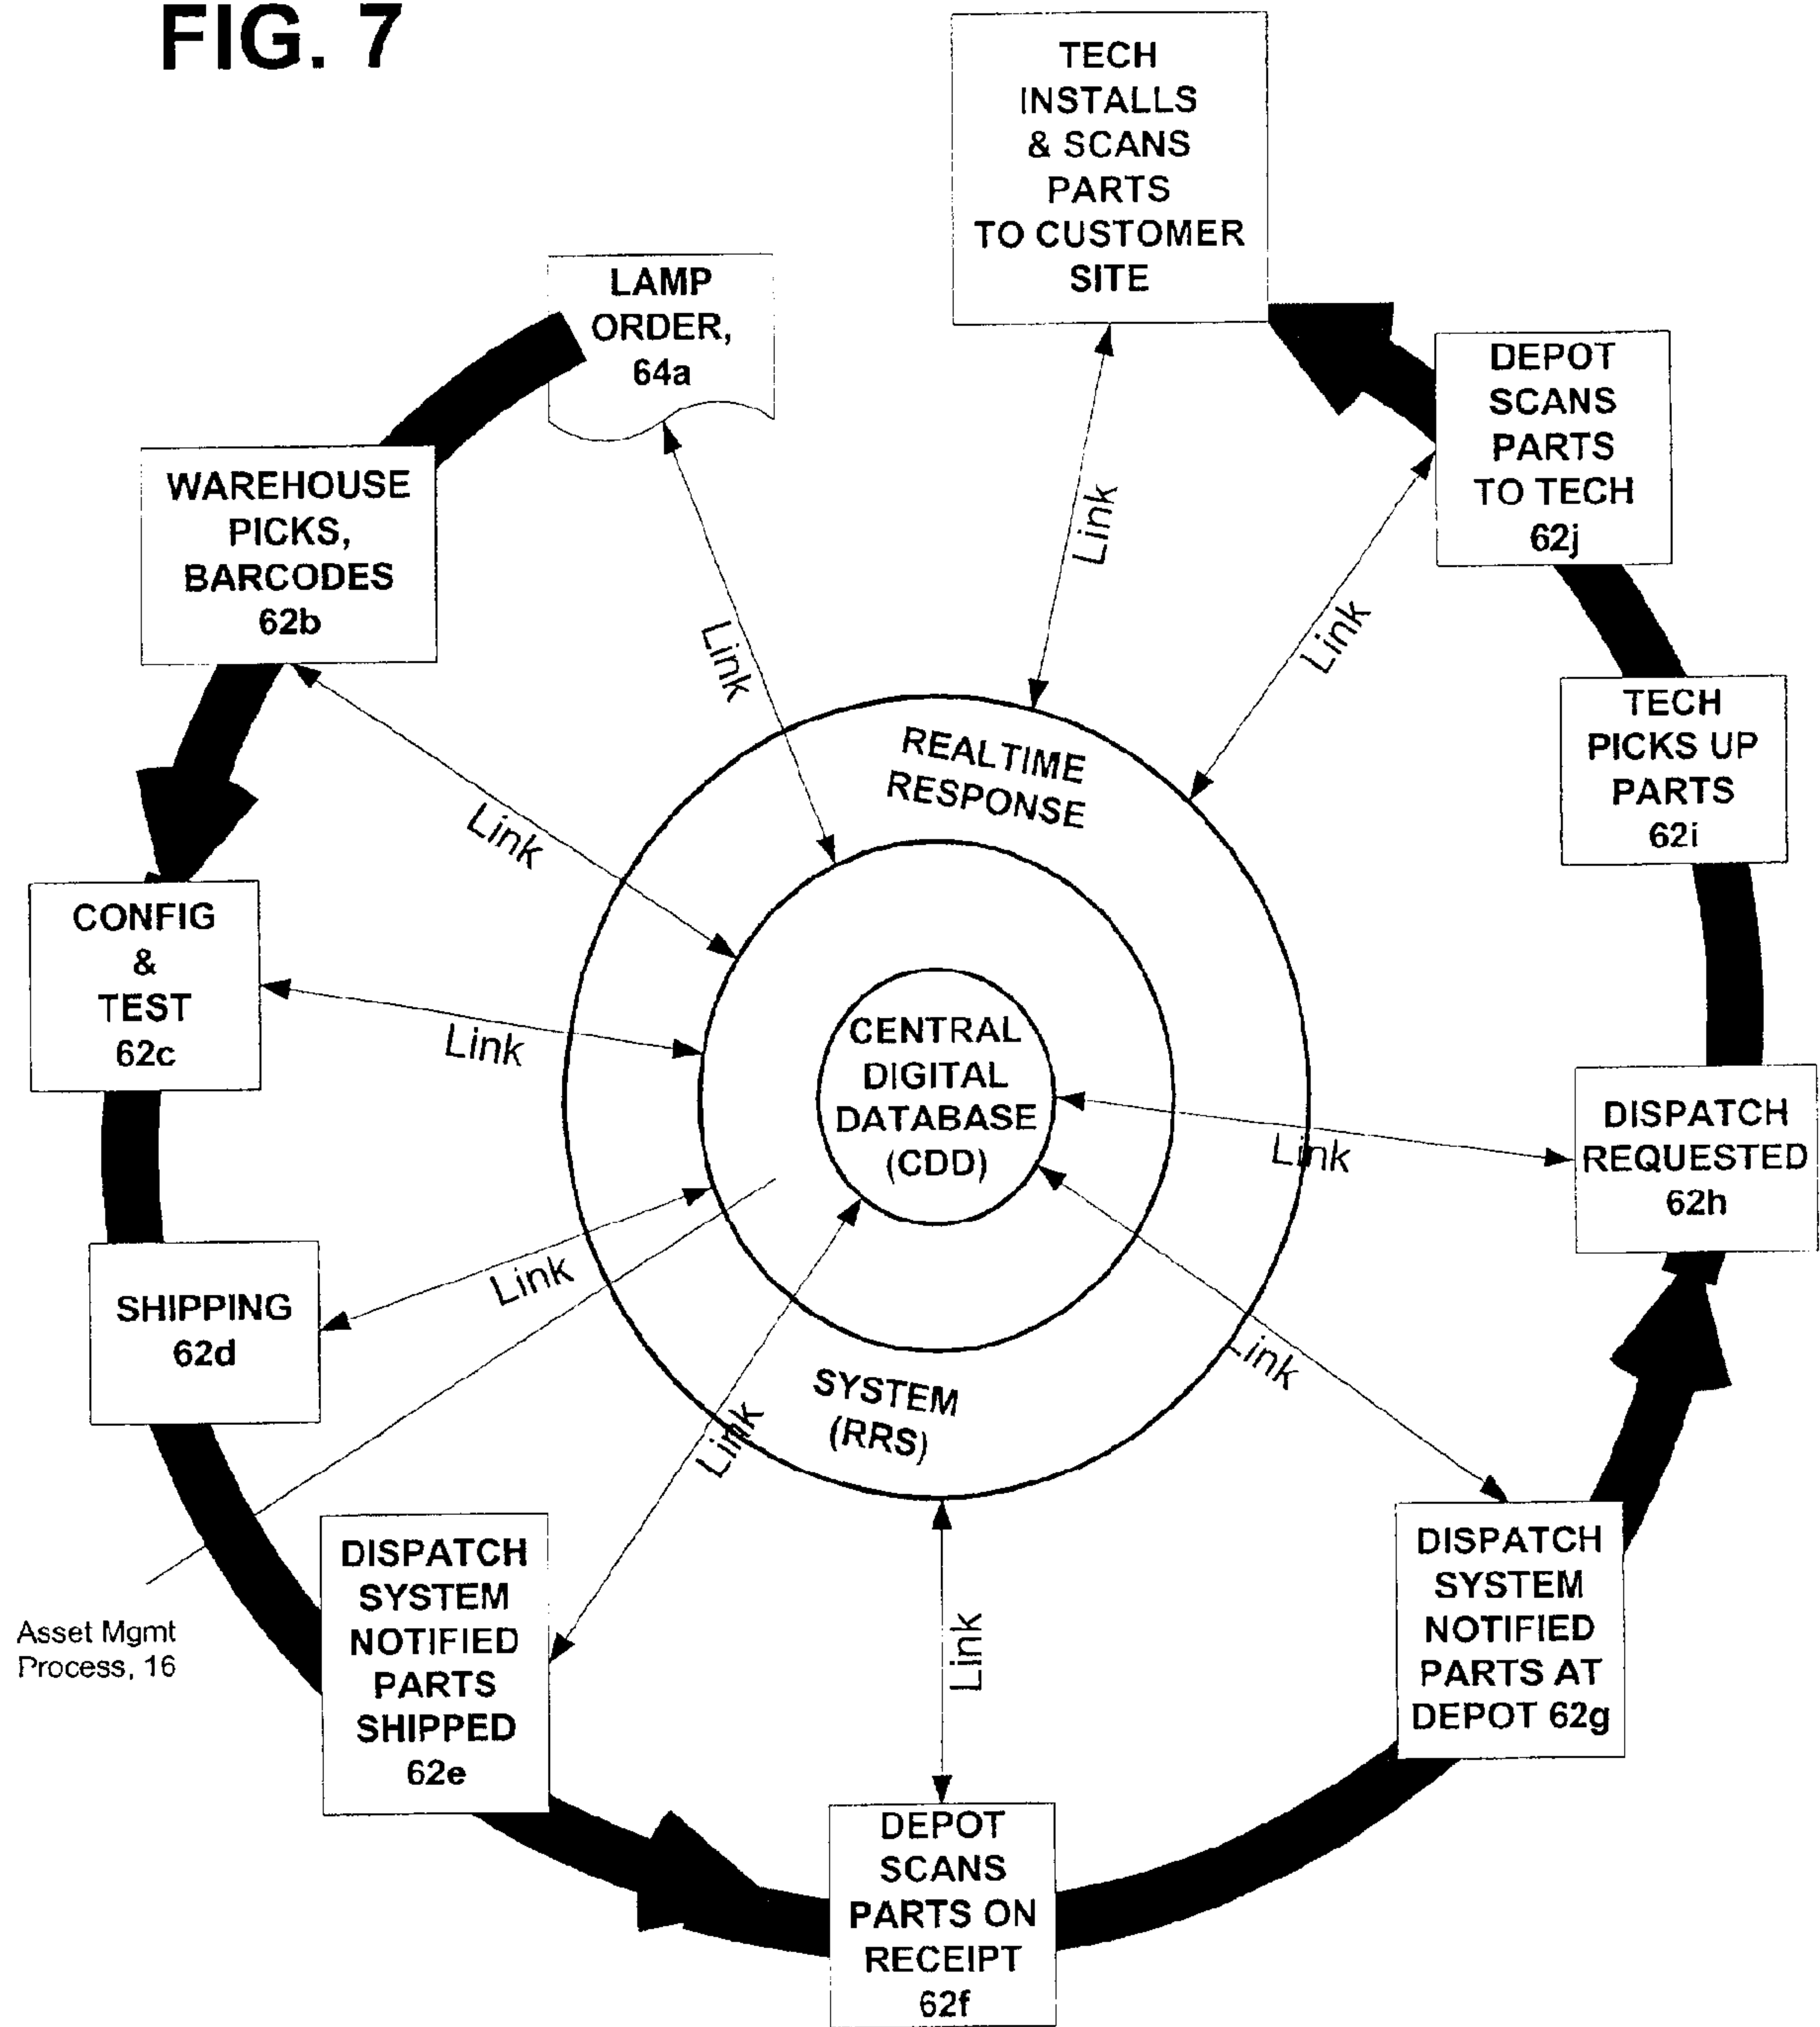 FIG. 7
TECH
INSTALLS
& SCANS
PARTS
TO CUSTOMER
SITE
LAMP
ORDER,
64a
DEPOT
SCANS
PARTS
TO TECH
62j
WAREHOUSE
PICKS,
BARCODES
62b
Link
Link
Link
Link
TECH
PICKS UP
PARTS
62i
REALTIME
RESPONSE
CONFIG
&
TEST
62c
Link
CENTRAL
DIGITAL
DATABASE
(CDD)
Link
DISPATCH
REQUESTED
62h
SHIPPING
62d
Link
Link
Link
SYSTEM
(RRS)
Asset Mgmt
Process, 16
DISPATCH
SYSTEM
NOTIFIED
PARTS
SHIPPED
62e
Link
DISPATCH
SYSTEM
NOTIFIED
PARTS AT
DEPOT 62g
DEPOT
SCANS
PARTS ON
RECEIPT
62f